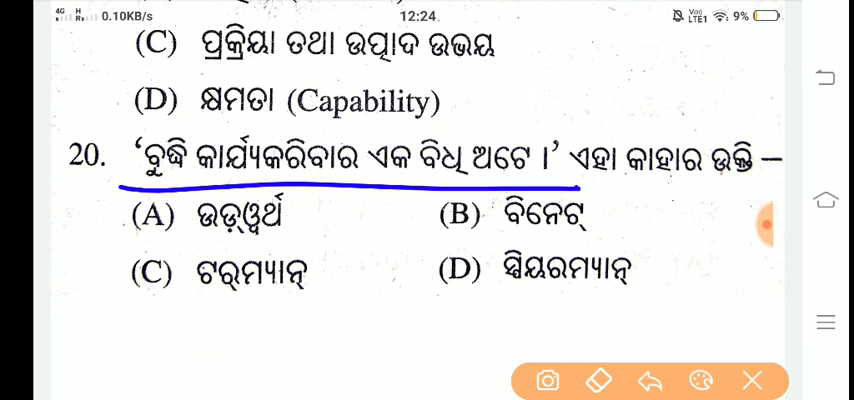 0.10KB/s 12:24 LTE1 9%
(C) ପ୍ରକ୍ରିୟା ତଥା ଉତ୍ପାଦ ଉଭୟ
(D) କ୍ଷମତା (Capability)
20. ‘ବୁଦ୍ଧି କାର୍ଯ୍ୟକରିବାର ଏକ ବିଧି ଅଟେ ।’ ଏହା କାହାର ଉକ୍ତି –
(A) ଉଡ଼୍ୱର୍ଥ (B) ବିନେଟ୍
(C) ଟର୍‌ମ୍ୟାନ୍ (D) ସ୍ପିୟରମ୍ୟାନ୍